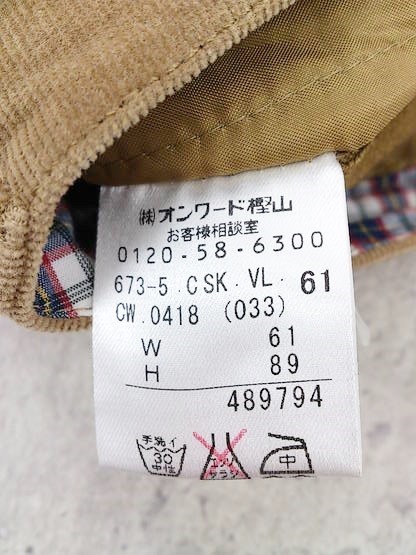 ㈱オンワード樫山
お客様相談室
0120-58-6300
673-5.CSK.VL. 61
CW.0418 (033)
W 61
H 89
489794
手洗イ 30 中性
エンソ サラシ
中